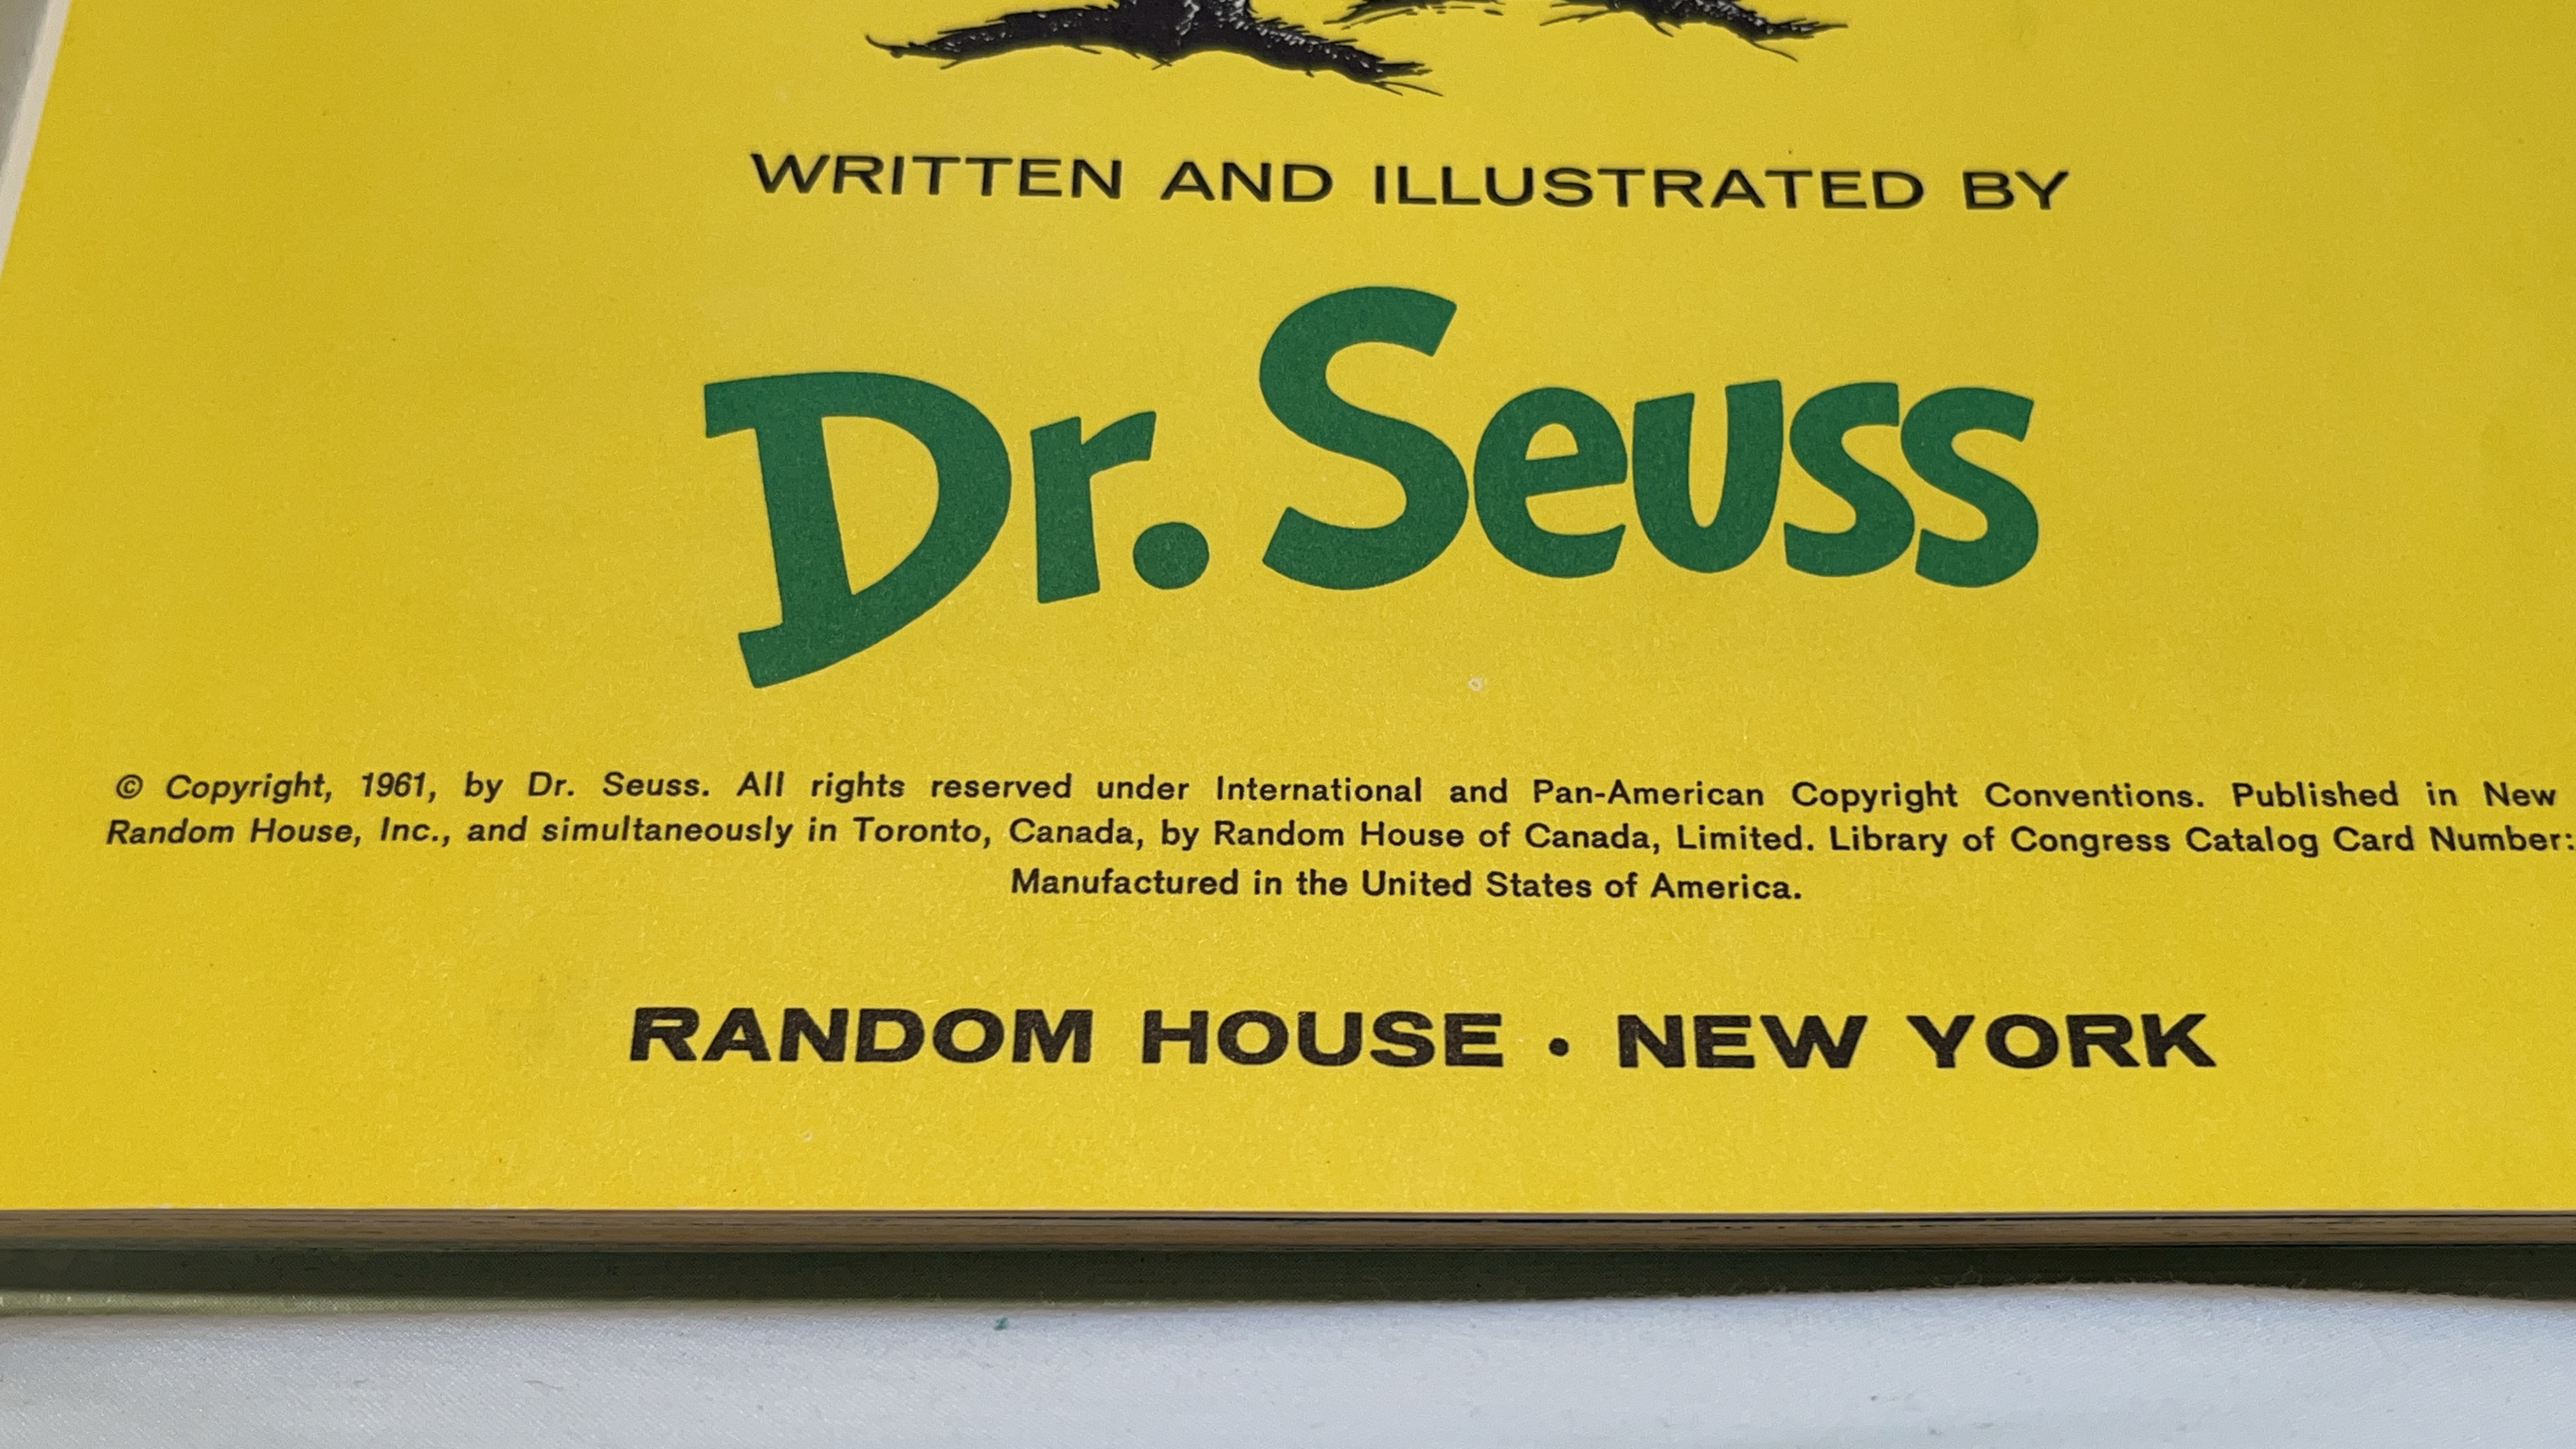 WRITTEN AND ILLUSTRATED BY
Dr. Seuss
© Copyright, 1961, by Dr. Seuss. All rights reserved under International and Pan-American Copyright Conventions. Published in New
Random House, Inc., and simultaneously in Toronto, Canada, by Random House of Canada, Limited. Library of Congress Catalog Card Number:
Manufactured in the United States of America.
RANDOM HOUSE • NEW YORK